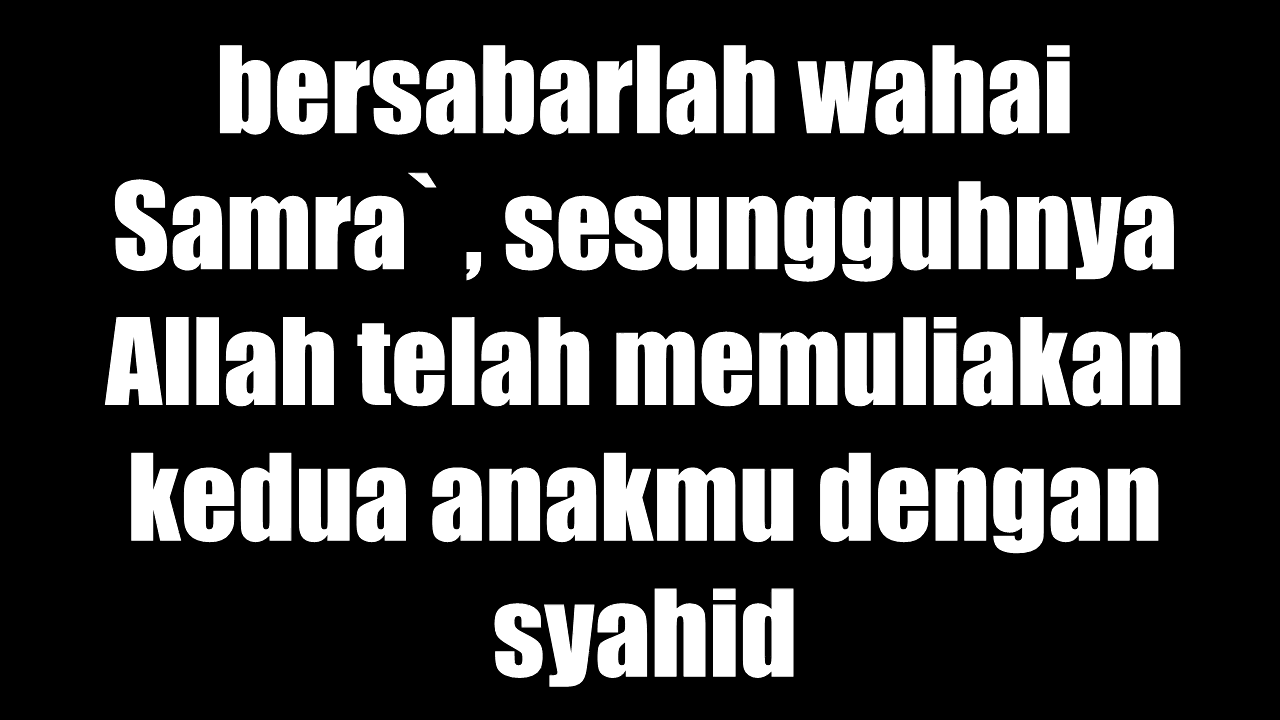 bersabarlah wahai
Samra` , sesungguhnya
Allah telah memuliakan
kedua anakmu dengan
syahid